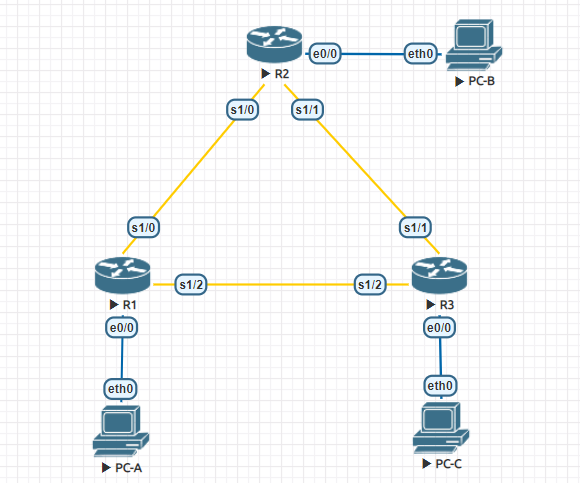 e0/0
eth0
R2
PC-B
s1/0
s1/1
s1/0
s1/1
s1/2
s1/2
R1
R3
e0/0
e0/0
eth0
eth0
PC-A
PC-C